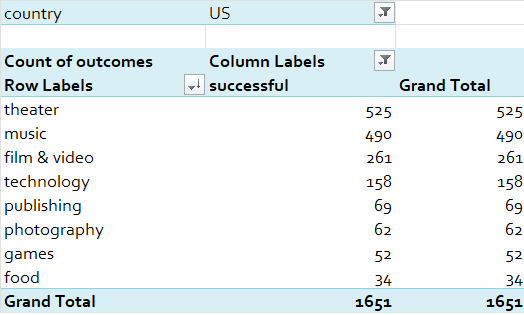 country US
Count of outcomes Column Labels
Row Labels successful Grand Total
theater 525 525
music 490 490
film & video 261 261
technology 158 158
publishing 69 69
photography 62 62
games 52 52
food 34 34
Grand Total 1651 1651